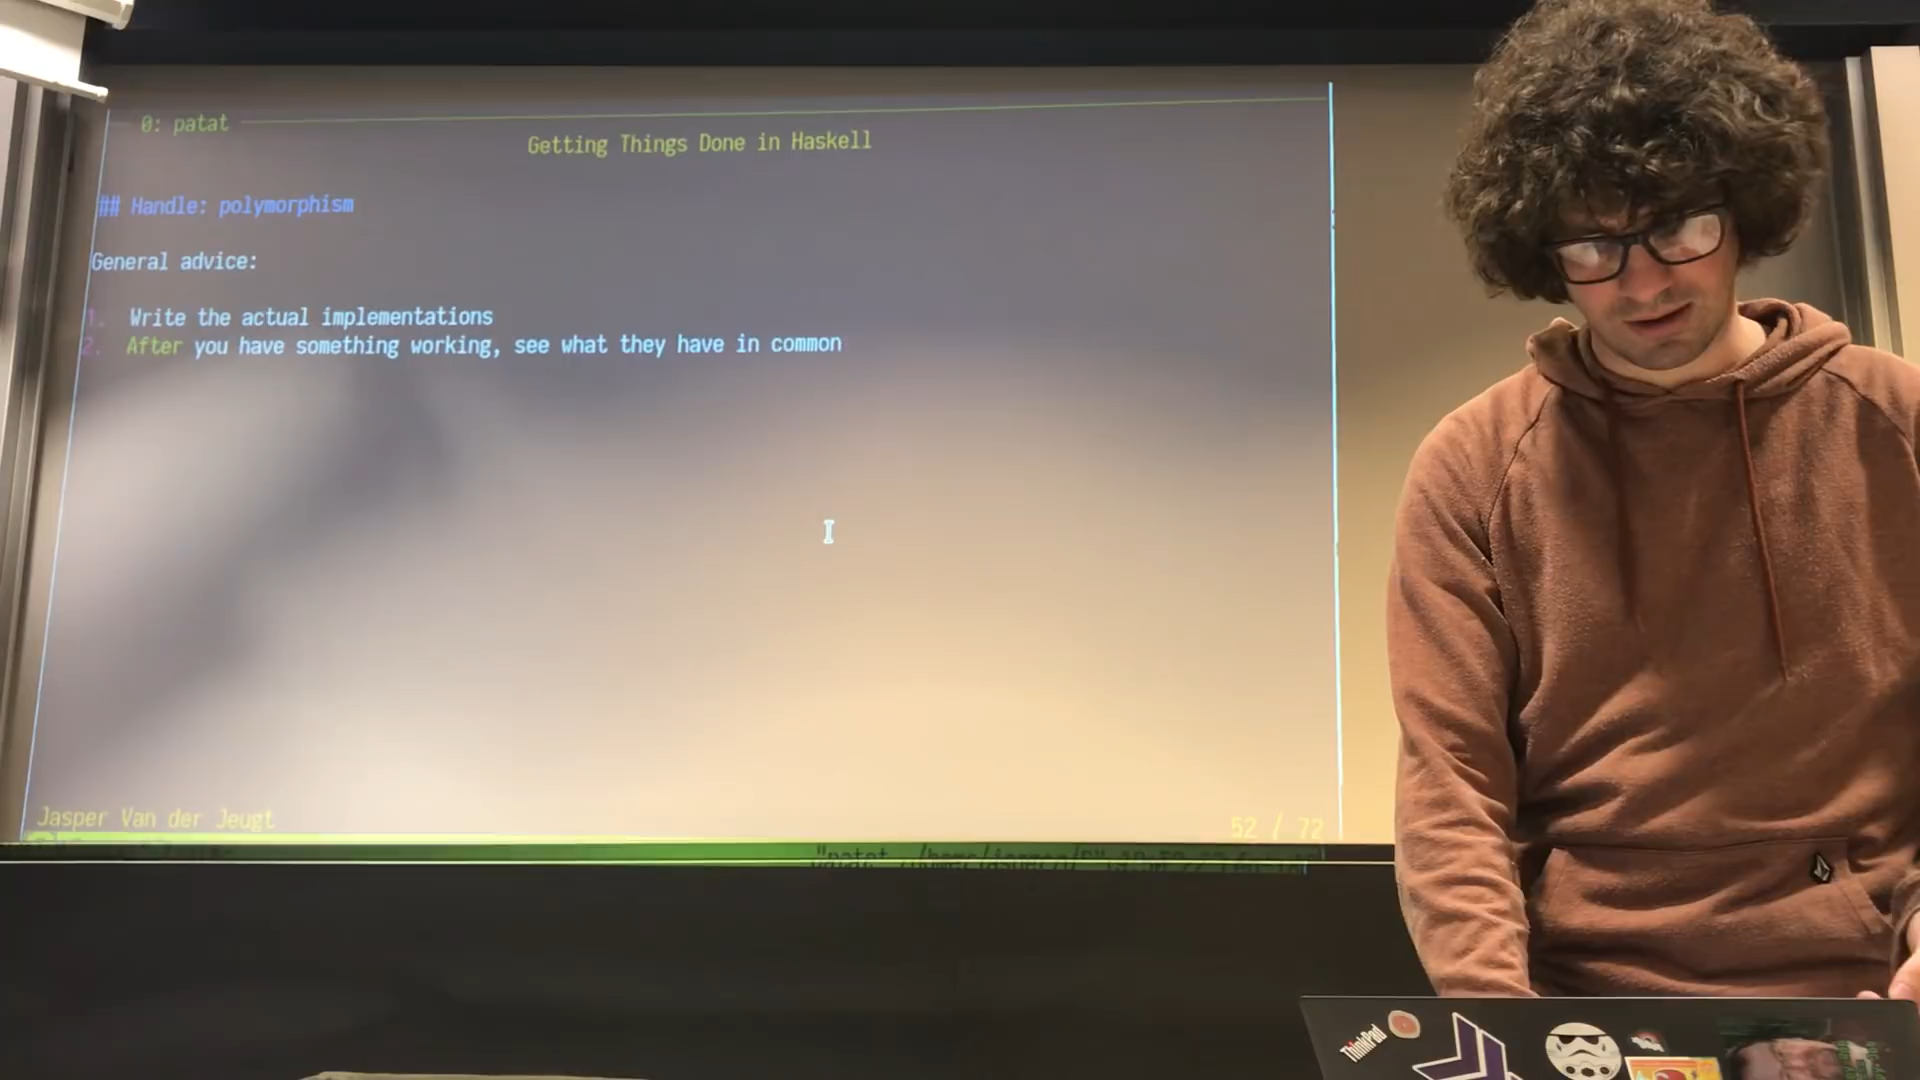 0: patat
Getting Things Done in Haskell
## Handle: polymorphism
General advice:
1. Write the actual implementations
2. After you have something working, see what they have in common
Jasper Van der Jeugt
52 / 72
ThinkPad